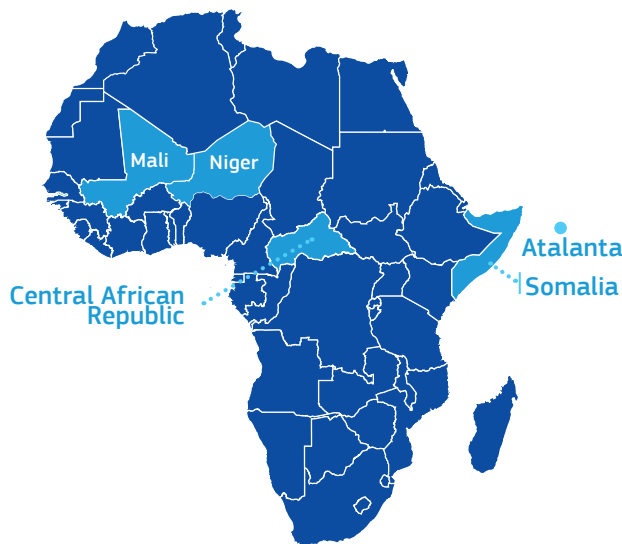 Mali
Niger
Atalanta
Somalia
Central African
Republic